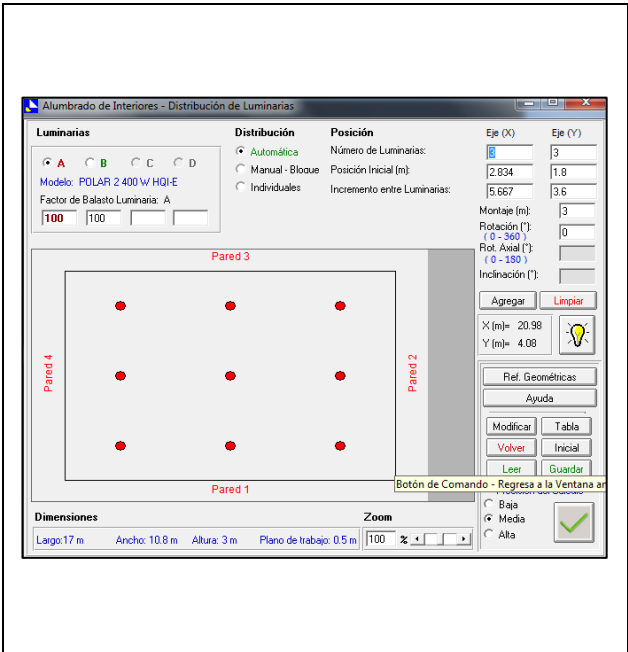 Alumbrado de Interiores - Distribución de Luminarias
Luminarias
A B C D
Modelo: POLAR 2 400 W HQI-E
Factor de Balasto Luminaria: A
100 100
Distribución
Automática
Manual - Bloque
Individuales
Posición Eje (X) Eje (Y)
Número de Luminarias: 3 3
Posición Inicial (m): 2.834 1.8
Incremento entre Luminarias: 5.667 3.6
Montaje (m): 3
Rotación (°): 0
( 0 - 360 )
Rot. Axial (°):
( 0 - 180 )
Inclinación (°):
Agregar Limpiar
X (m)= 20.98
Y (m)= 4.08
Pared 3
Pared 4
Pared 2
Pared 1
Ref. Geométricas
Ayuda
Modificar Tabla
Volver Inicial
Leer Guardar
Botón de Comando - Regresa a la Ventana an
Baja
Media
Alta
Dimensiones
Largo:17 m Ancho: 10.8 m Altura: 3 m Plano de trabajo: 0.5 m
Zoom
100 %